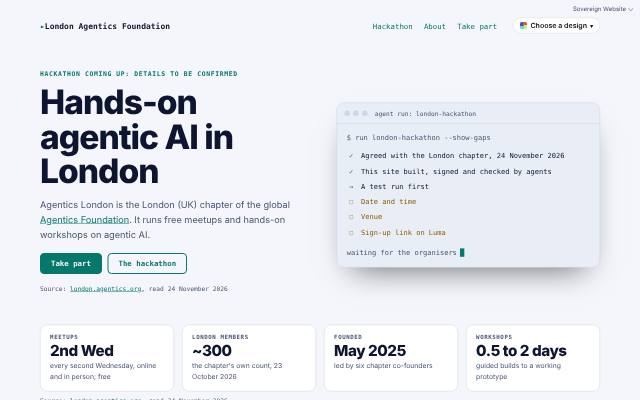 Sovereign Website
London Agentics Foundation
Hackathon About Take part Choose a design
HACKATHON COMING UP: DETAILS TO BE CONFIRMED
Hands-on
agentic AI in
London
Agentics London is the London (UK) chapter of the global
Agentics Foundation. It runs free meetups and hands-on
workshops on agentic AI.
Take part The hackathon
Source: london.agentics.org, read 24 November 2026
agent run: london-hackathon
$ run london-hackathon --show-gaps
✓ Agreed with the London chapter, 24 November 2026
✓ This site built, signed and checked by agents
→ A test run first
○ Date and time
○ Venue
○ Sign-up link on Luma
waiting for the organisers
MEETUPS
2nd Wed
every second Wednesday, online
and in person; free
LONDON MEMBERS
~300
the chapter's own count, 23
October 2026
FOUNDED
May 2025
led by six chapter co-founders
WORKSHOPS
0.5 to 2 days
guided builds to a working
prototype